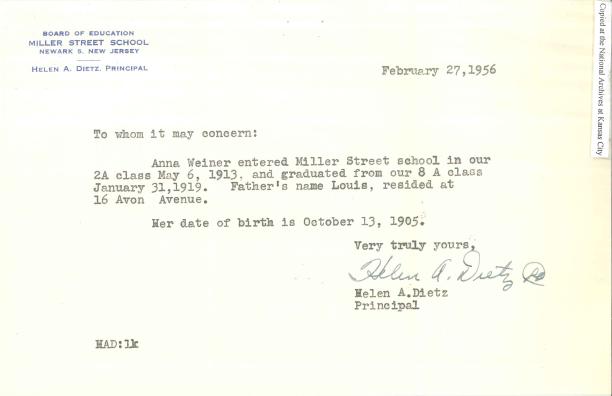 BOARD OF EDUCATION
MILLER STREET SCHOOL
NEWARK 5, NEW JERSEY
HELEN A. DIETZ, PRINCIPAL
Copied at the National Archives at Kansas City
February 27,1956
To whom it may concern:
Anna Weiner entered Miller Street school in our
2A class May 6, 1913, and graduated from our 8 A class
January 31,1919. Father's name Louis, resided at
16 Avon Avenue.
Her date of birth is October 13, 1905.
Very truly yours,
Helen A. Dietz
Helen A.Dietz
Principal
HAD:lk